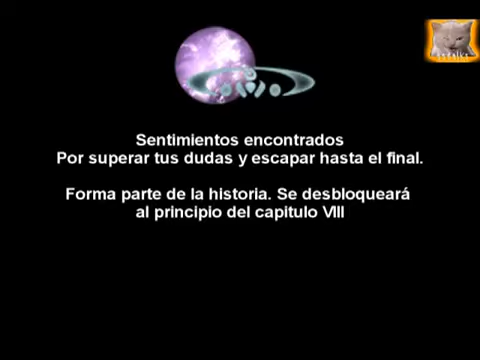 Sentimientos encontrados
Por superar tus dudas y escapar hasta el final.
Forma parte de la historia. Se desbloqueará
al principio del capitulo VIII